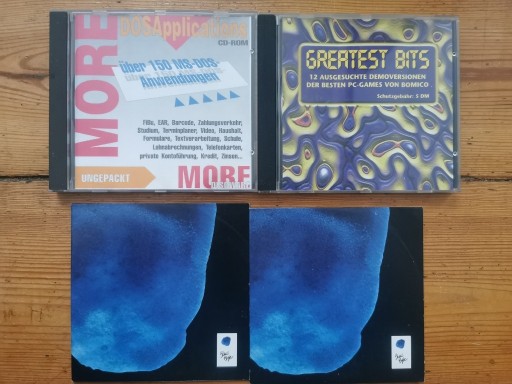 MORE
DOSApplications
CD-ROM
über 150 MS-DOS-
Anwendungen
Fibu, CAR, Barcode, Zahlungsverkehr,
Studium, Terminplaner, Video, Haushalt,
Formulare, Textverarbeitung, Schule,
Lohnabrechnungen, Telefonkarten,
private Kontoführung, Kredit, Zinsen...
UNGEPACKT
MORE
GREATEST BITS
12 AUSGESUCHTE DEMOVERSIONEN
DER BESTEN PC-GAMES VON BOMICO
Schutzgebühr: 5 DM